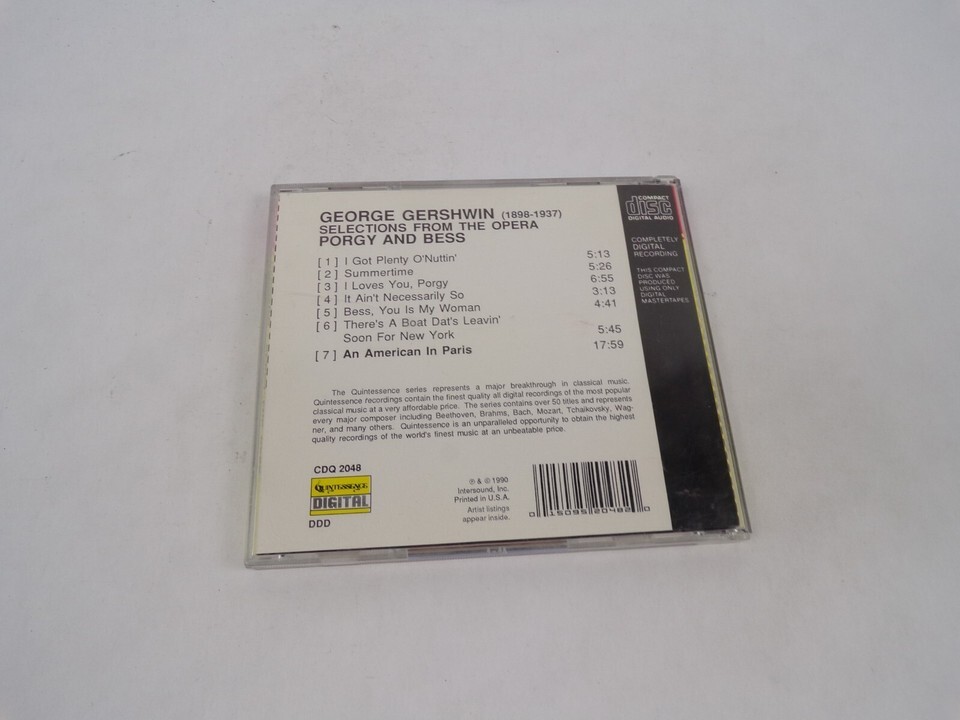 GEORGE GERSHWIN (1898-1937)
SELECTIONS FROM THE OPERA
PORGY AND BESS
[ 1 ] I Got Plenty O'Nuttin' 5:13
[ 2 ] Summertime 5:26
[ 3 ] I Loves You, Porgy 6:55
[ 4 ] It Ain't Necessarily So 3:13
[ 5 ] Bess, You Is My Woman 4:41
[ 6 ] There's A Boat Dat's Leavin'
Soon For New York 5:45
[ 7 ] An American In Paris 17:59
The Quintessence series represents a major breakthrough in classical music.
Quintessence recordings contain the finest quality all digital recordings of the most popular
classical music at a very affordable price. The series contains over 50 titles and represents
every major composer including Beethoven, Brahms, Bach, Mozart, Tchaikovsky, Wag-
ner, and many others. Quintessence is an unparalleled opportunity to obtain the highest
quality recordings of the world's finest music at an unbeatable price.
CDQ 2048
QUINTESSENCE
DIGITAL
DDD
℗ & © 1990
Intersound, Inc.
Printed in U.S.A.
Artist listings
appear inside.
0 15095 20482 0
COMPACT
disc
DIGITAL AUDIO
COMPLETELY
DIGITAL
RECORDING
THIS COMPACT
DISC WAS
PRODUCED
USING ONLY
DIGITAL
MASTERTAPES